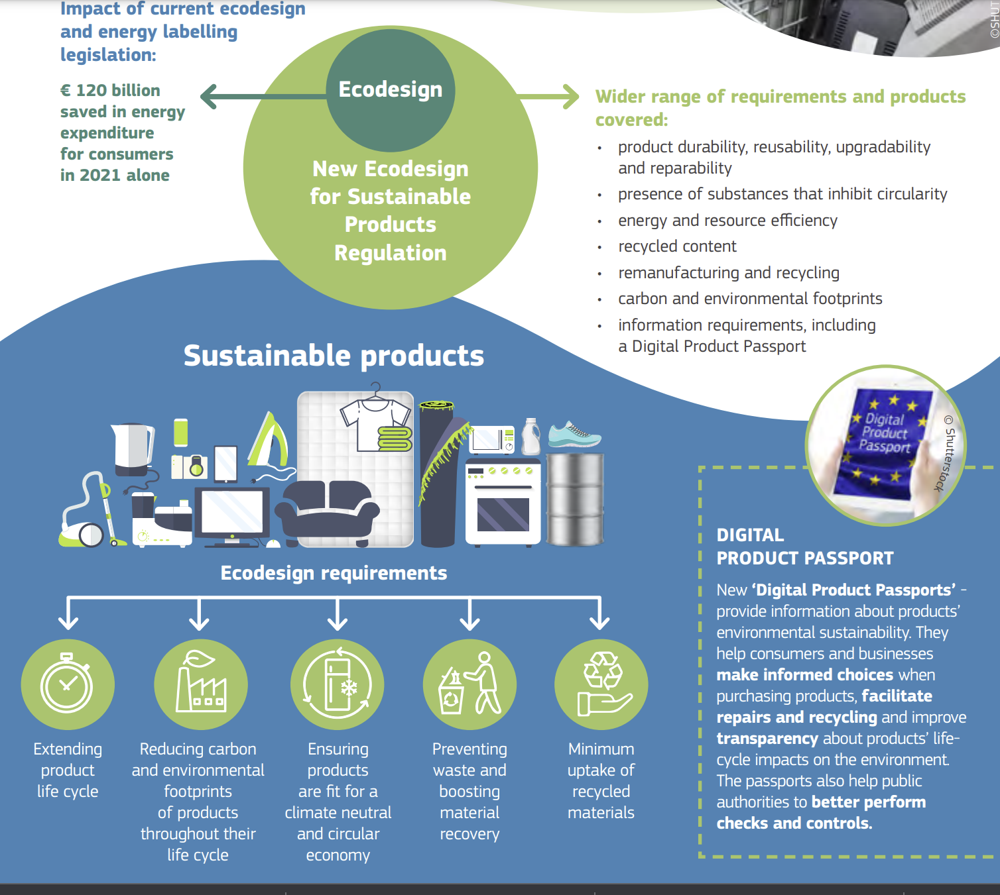 Impact of current ecodesign
and energy labelling
legislation:
€ 120 billion
saved in energy
expenditure
for consumers
in 2021 alone
Ecodesign
New Ecodesign
for Sustainable
Products
Regulation
©SHUT
Wider range of requirements and products
covered:
• product durability, reusability, upgradability
and reparability
• presence of substances that inhibit circularity
• energy and resource efficiency
• recycled content
• remanufacturing and recycling
• carbon and environmental footprints
• information requirements, including
a Digital Product Passport
Sustainable products
Ecodesign requirements
Extending
product
life cycle
Reducing carbon
and environmental
footprints
of products
throughout their
life cycle
Ensuring
products
are fit for a
climate neutral
and circular
economy
Preventing
waste and
boosting
material
recovery
Minimum
uptake of
recycled
materials
Digital
Product
Passport
© Shutterstock
DIGITAL
PRODUCT PASSPORT
New ‘Digital Product Passports’ -
provide information about products’
environmental sustainability. They
help consumers and businesses
make informed choices when
purchasing products, facilitate
repairs and recycling and improve
transparency about products’ life-
cycle impacts on the environment.
The passports also help public
authorities to better perform
checks and controls.